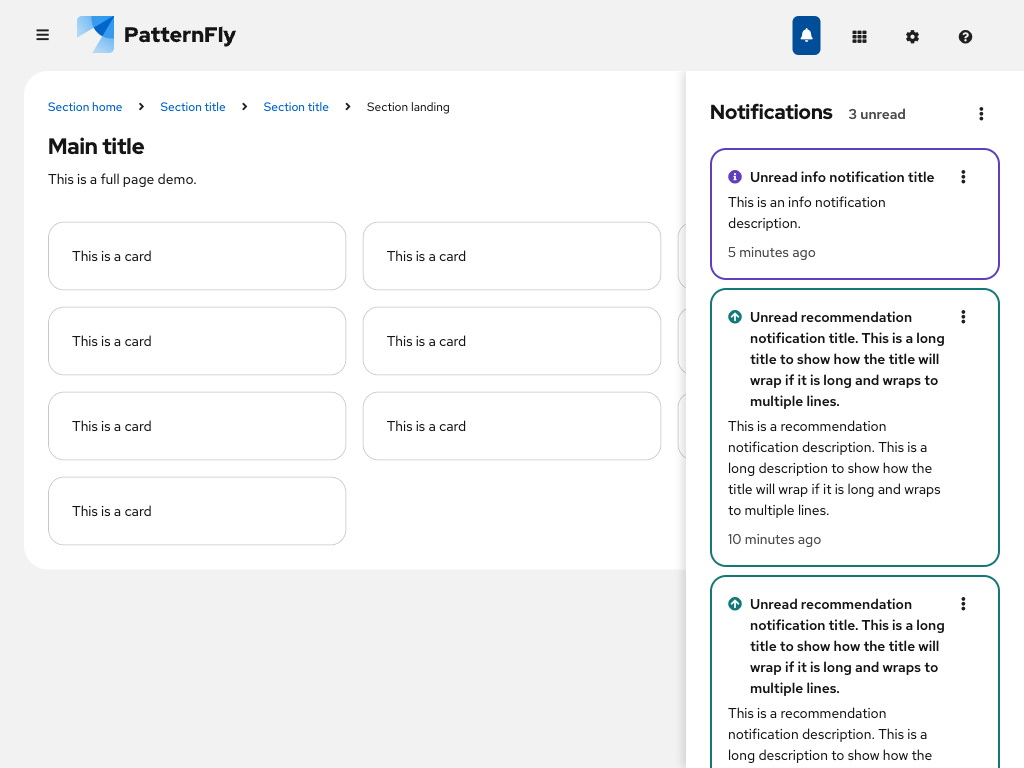 PatternFly
Section home
Section title
Section title
Section landing
Main title
This is a full page demo.
This is a card
This is a card
This is a card
This is a card
This is a card
This is a card
This is a card
Notifications
3 unread
Unread info notification title
This is an info notification
description.
5 minutes ago
Unread recommendation
notification title. This is a long
title to show how the title will
wrap if it is long and wraps to
multiple lines.
This is a recommendation
notification description. This is a
long description to show how the
title will wrap if it is long and wraps
to multiple lines.
10 minutes ago
Unread recommendation
notification title. This is a long
title to show how the title will
wrap if it is long and wraps to
multiple lines.
This is a recommendation
notification description. This is a
long description to show how the